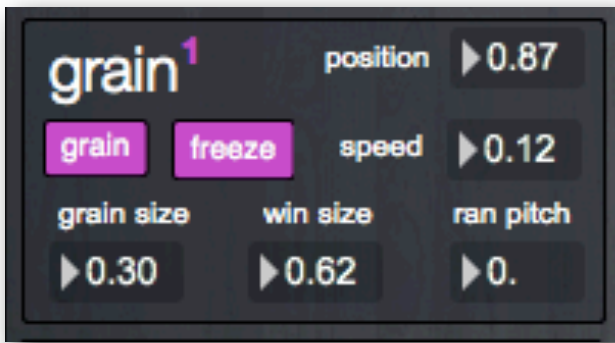 grain1 position 0.87
grain freeze speed 0.12
grain size win size ran pitch
0.30 0.62 0.